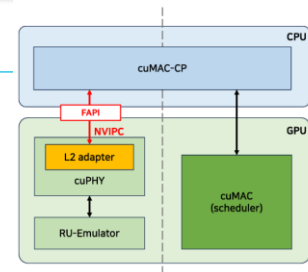 CPU
cuMAC-CP
FAPI
NVIPC
GPU
L2 adapter
cuPHY
cuMAC
(scheduler)
RU-Emulator